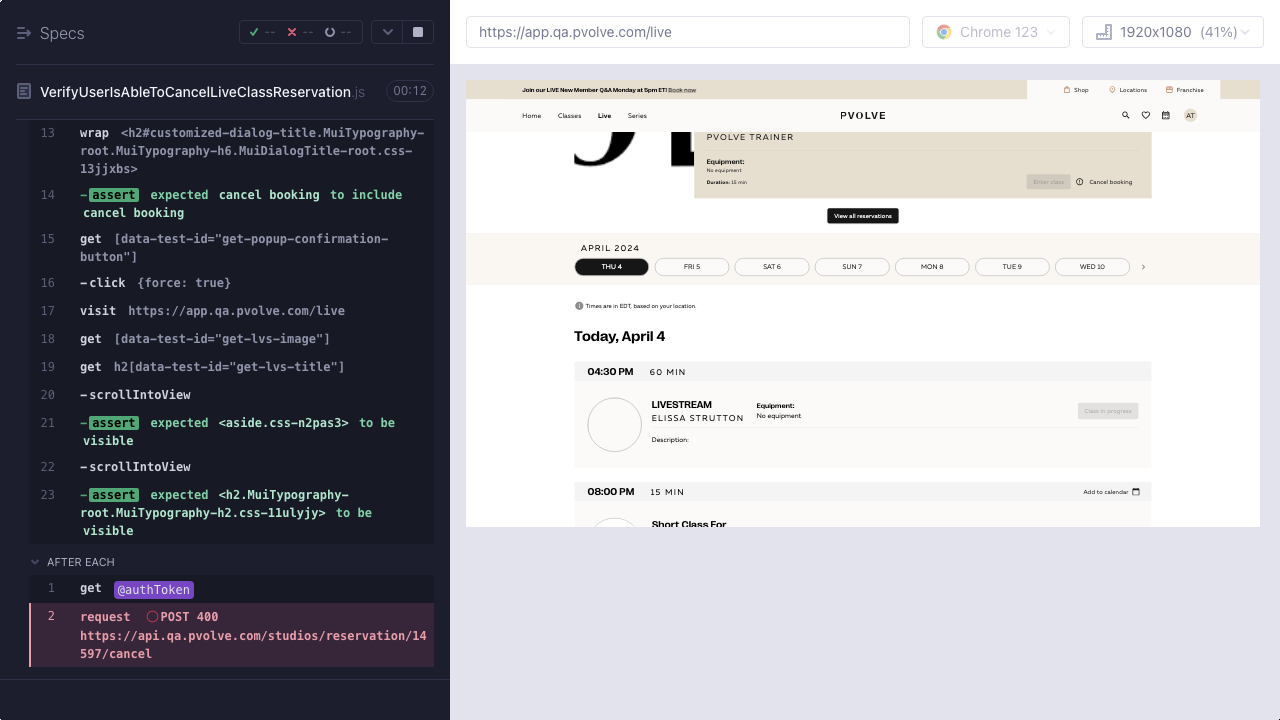 Specs
-- -- --
VerifyUserIsAbleToCancelLiveClassReservation.js
00:12
13 wrap <h2#customized-dialog-title.MuiTypography-
root.MuiTypography-h6.MuiDialogTitle-root.css-
13jjxbs>
14 -assert expected cancel booking to include
cancel booking
15 get [data-test-id="get-popup-confirmation-
button"]
16 -click {force: true}
17 visit https://app.qa.pvolve.com/live
18 get [data-test-id="get-lvs-image"]
19 get h2[data-test-id="get-lvs-title"]
20 -scrollIntoView
21 -assert expected <aside.css-n2pas3> to be
visible
22 -scrollIntoView
23 -assert expected <h2.MuiTypography-
root.MuiTypography-h2.css-11ulyjy> to be
visible
AFTER EACH
1 get @authToken
2 request POST 400
https://api.qa.pvolve.com/studios/reservation/14
597/cancel
https://app.qa.pvolve.com/live
Chrome 123
1920x1080 (41%)
Join our LIVE New Member Q&A Monday at 5pm ET! Book now
Shop Locations Franchise
Home Classes Live Series
PVOLVE
AT
PVOLVE TRAINER
Equipment:
No equipment
Duration: 15 min
Enter class
Cancel booking
View all reservations
APRIL 2024
THU 4 FRI 5 SAT 6 SUN 7 MON 8 TUE 9 WED 10
Times are in EDT, based on your location.
Today, April 4
04:30 PM 60 MIN
LIVESTREAM
ELISSA STRUTTON
Equipment:
No equipment
Class in progress
Description:
08:00 PM 15 MIN
Add to calendar
Short Class For